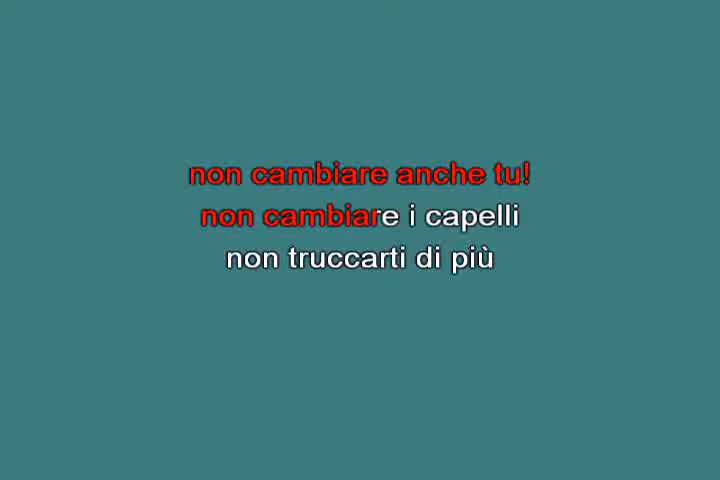 non cambiare anche tu!
non cambiare i capelli
non truccarti di più